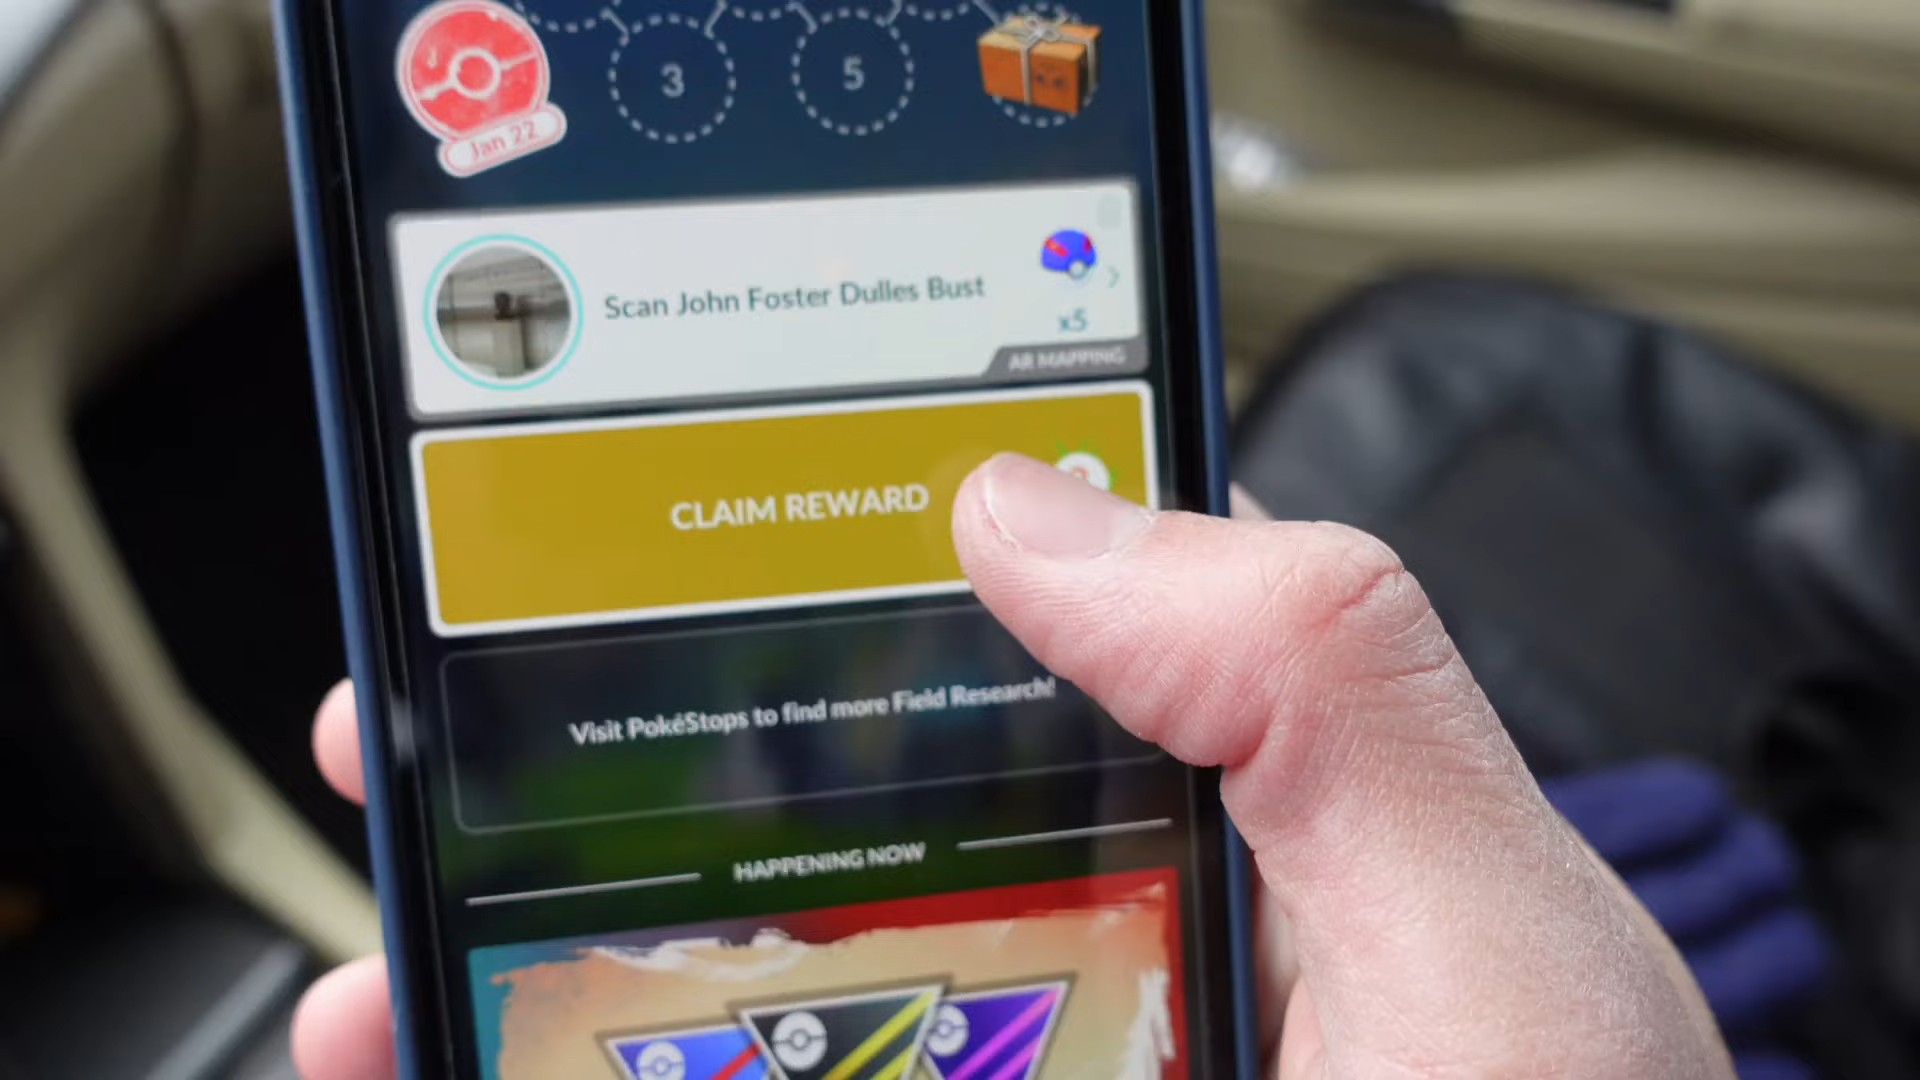 3
5
Jan 22
Scan John Foster Dulles Bust
x5
AR MAPPING
CLAIM REWARD
Visit PokéStops to find more Field Research!
HAPPENING NOW